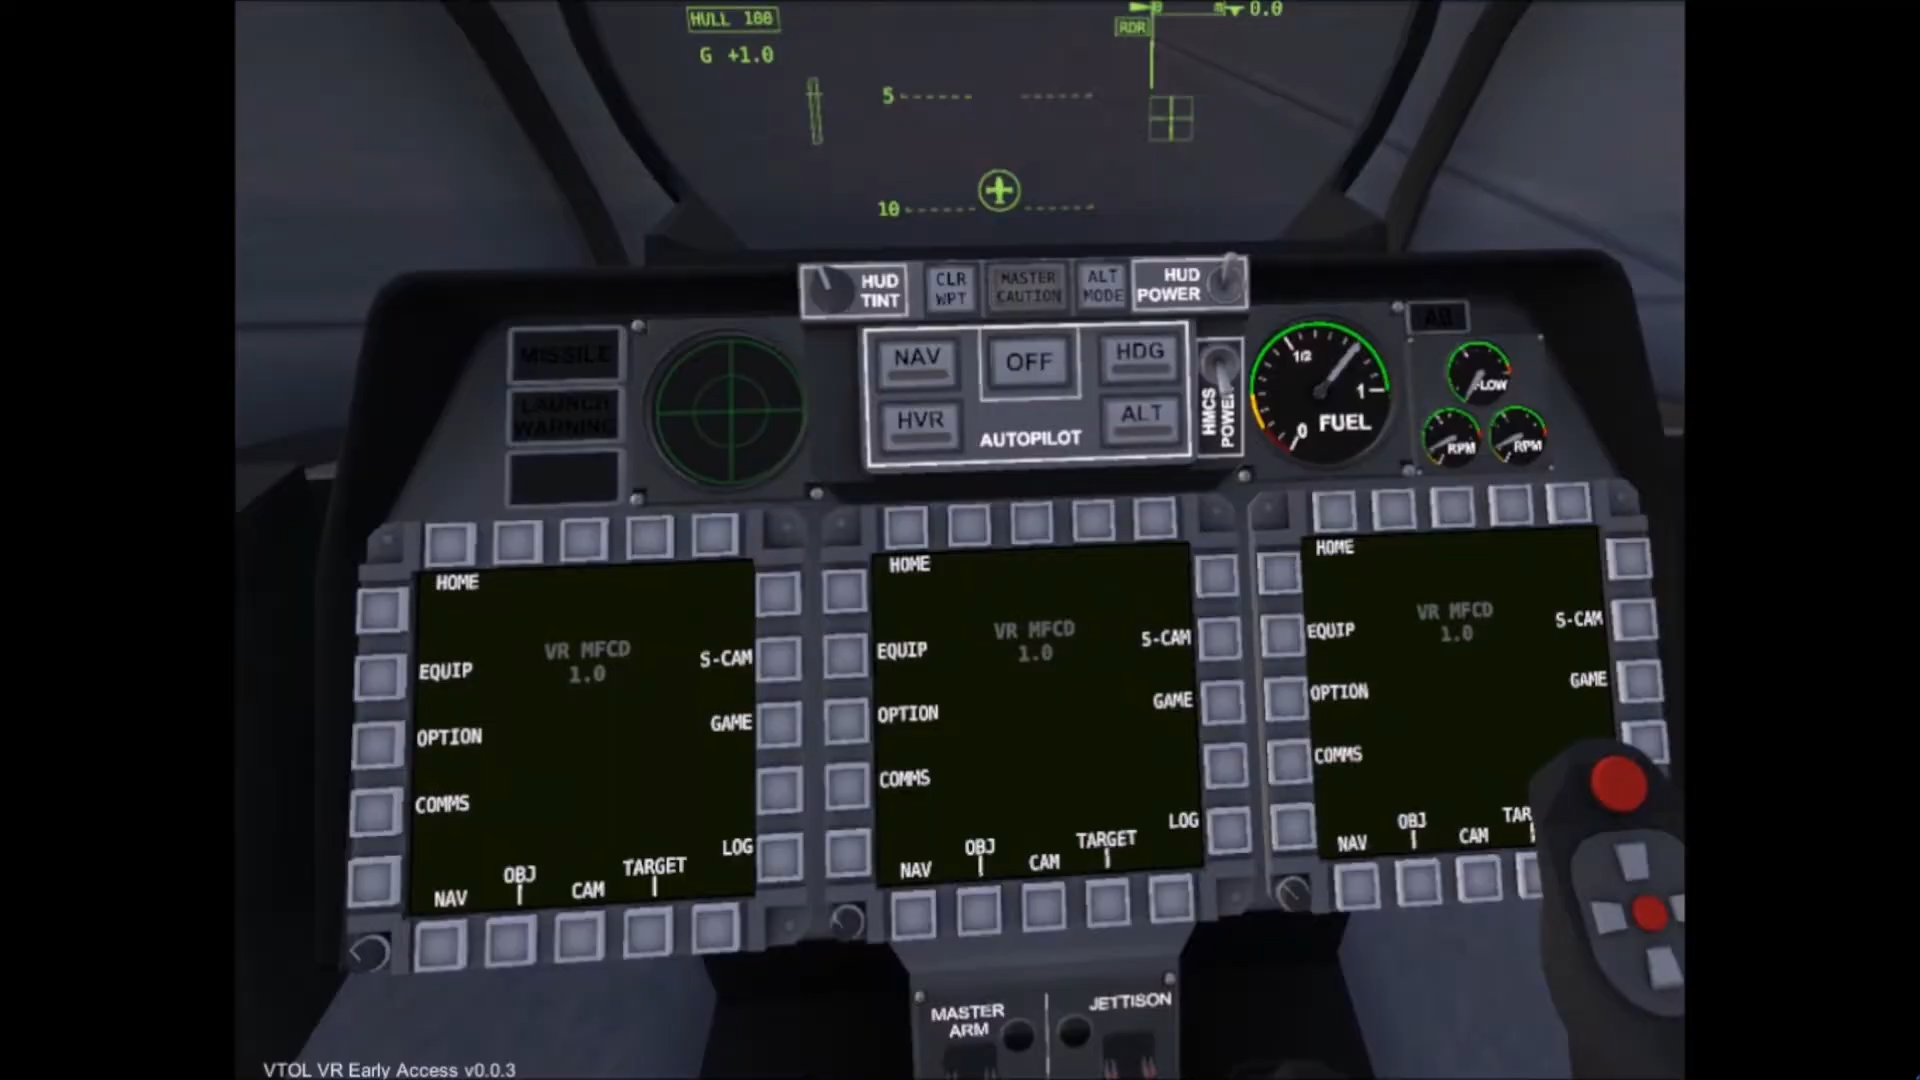 HULL 100
G +1.0
0.0
RDR
5
10
HUD
TINT
CLR
WPT
MASTER
CAUTION
ALT
MODE
HUD
POWER
MISSILE
LAUNCH
WARNING
NAV
OFF
HDG
HVR
ALT
AUTOPILOT
HMCS
POWER
1/2
1
0
FUEL
AB
RPM
RPM
HOME
VR MFCD
1.0
EQUIP
S-CAM
OPTION
GAME
COMMS
LOG
NAV
OBJ
CAM
TARGET
HOME
VR MFCD
1.0
EQUIP
S-CAM
OPTION
GAME
COMMS
LOG
NAV
OBJ
CAM
TARGET
HOME
VR MFCD
1.0
EQUIP
S-CAM
OPTION
GAME
COMMS
NAV
OBJ
CAM
TAR
MASTER
ARM
JETTISON
VTOL VR Early Access v0.0.3